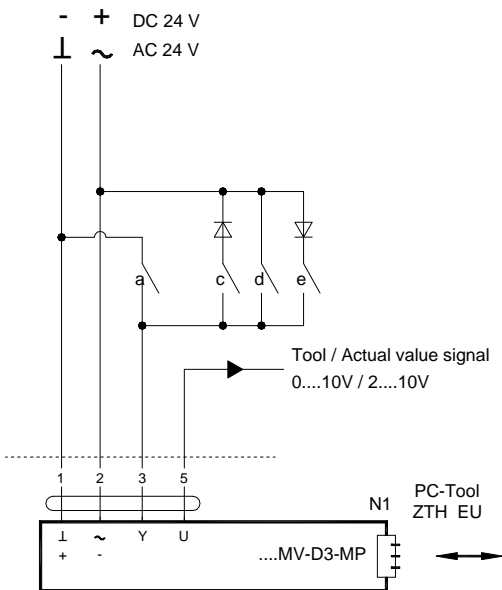 - + DC 24 V
⊥ ~ AC 24 V
a c d e
Tool / Actual value signal
0....10V / 2....10V
1 2 3 5
N1
PC-Tool
ZTH EU
⊥ ~ Y U
+ -
....MV-D3-MP